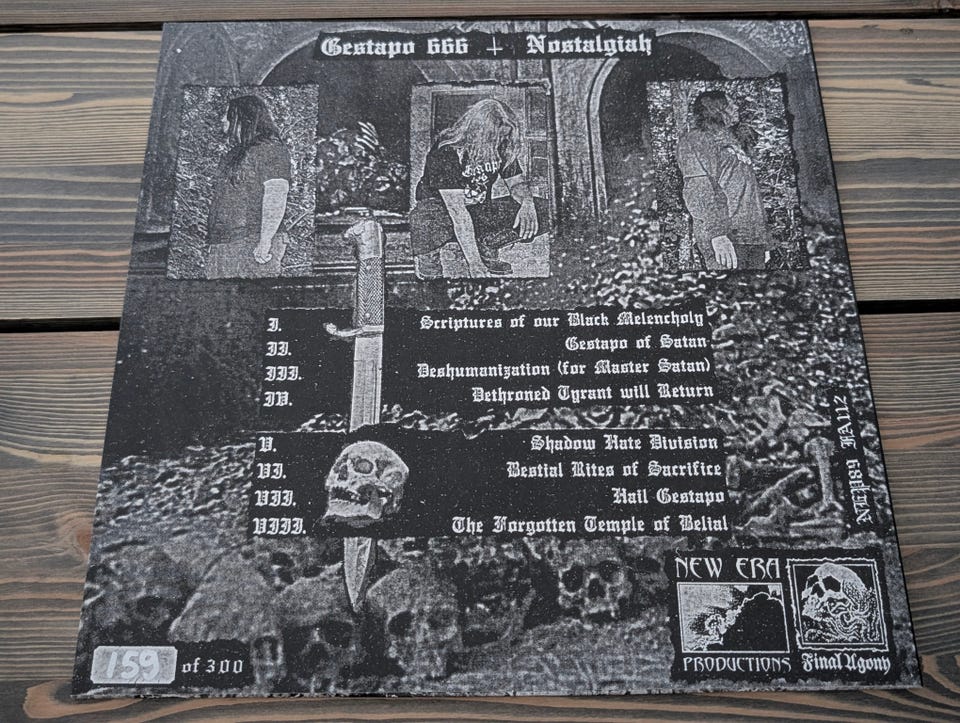 Gestapo 666 Nostalgiah
I. Scriptures of our Black Melencholy
II. Gestapo of Satan
III. Deshumanization (for Master Satan)
IV. Dethroned Tyrant will Return
V. Shadow Hate Division
VI. Bestial Rites of Sacrifice
VII. Hail Gestapo
VIII. The Forgotten Temple of Belial
NEP89 FA112
NEW ERA
PRODUCTIONS
Final Agony
159 of 300